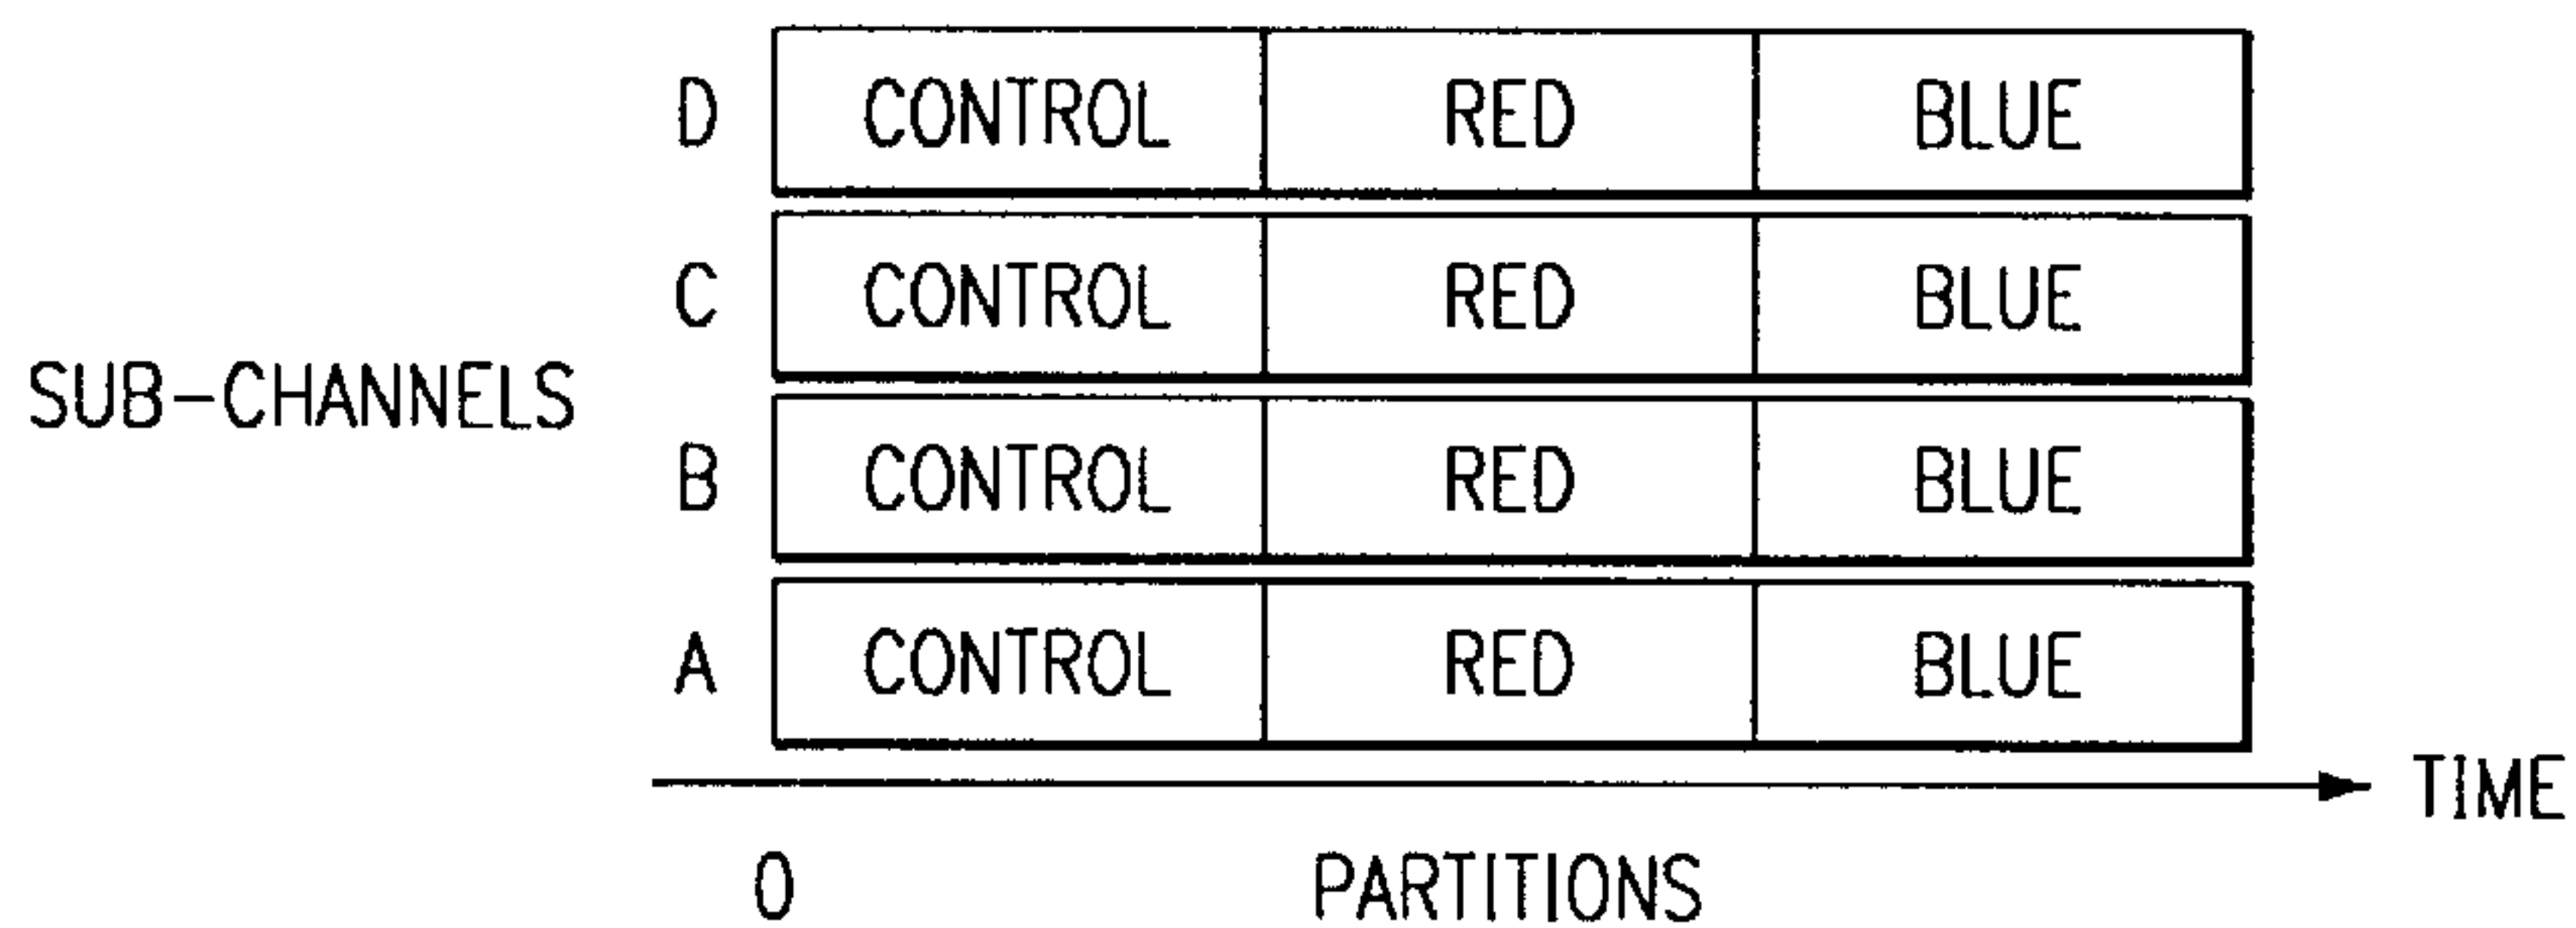 D CONTROL RED BLUE
C CONTROL RED BLUE
SUB-CHANNELS
B CONTROL RED BLUE
A CONTROL RED BLUE
TIME
0 PARTITIONS